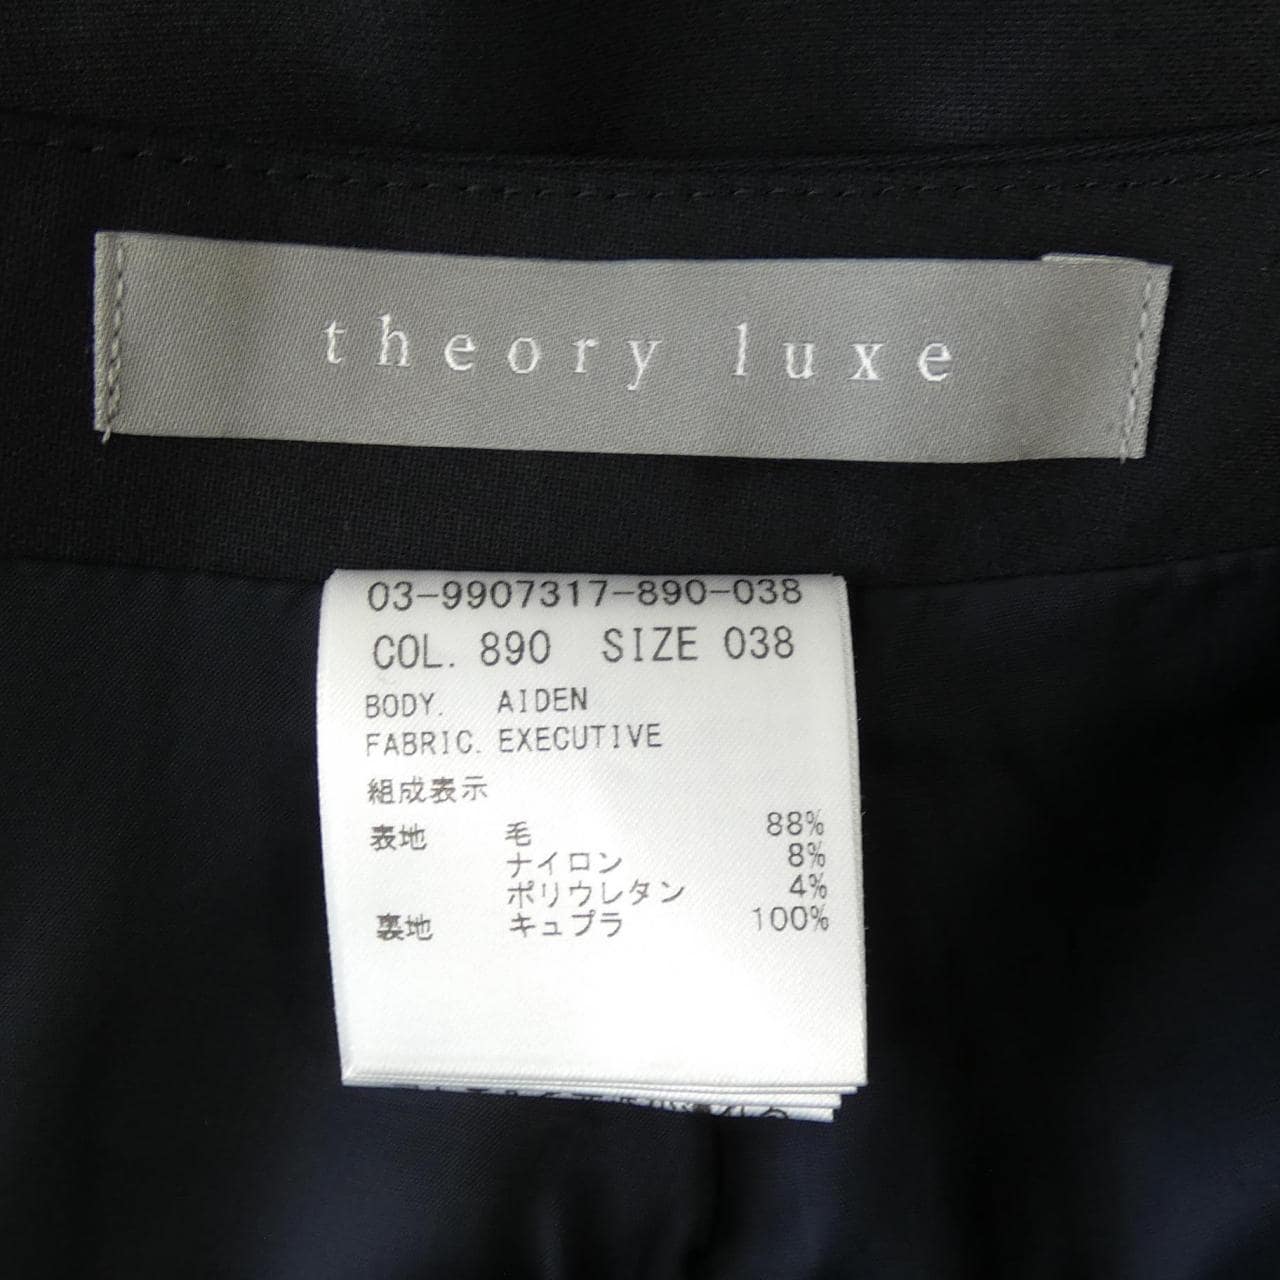 theory luxe
03-9907317-890-038
COL. 890 SIZE 038
BODY. AIDEN
FABRIC. EXECUTIVE
組成表示
表地 毛 88%
ナイロン 8%
ポリウレタン 4%
裏地 キュプラ 100%